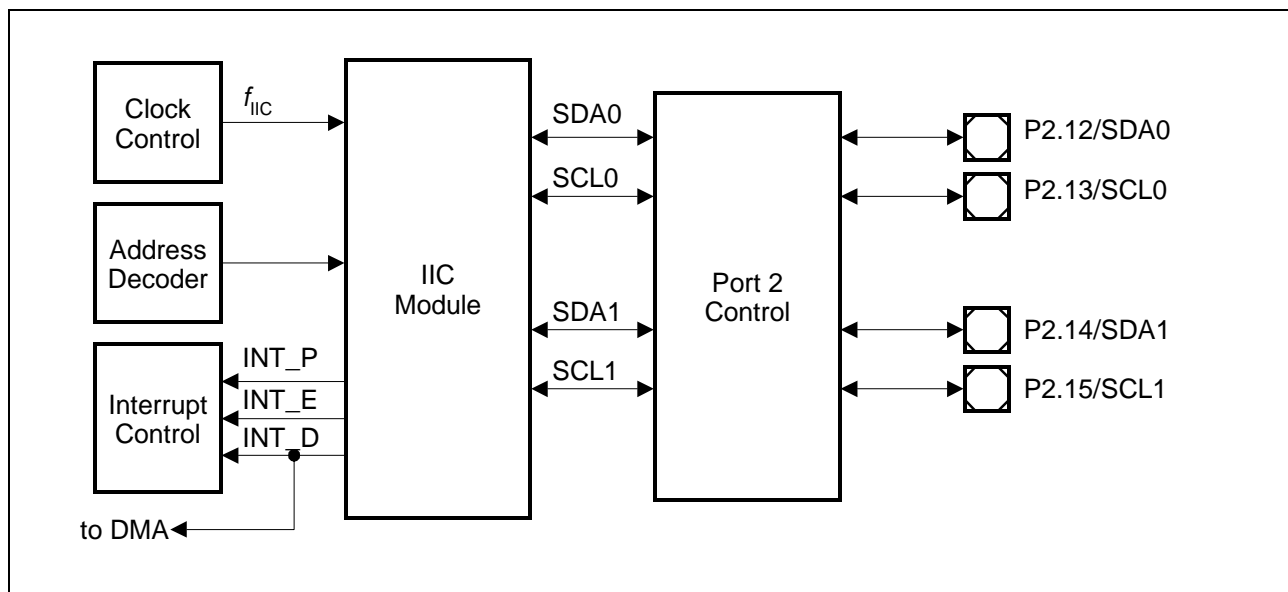 Clock
Control
fIIC
Address
Decoder
Interrupt
Control
INT_P
INT_E
INT_D
to DMA
IIC
Module
SDA0
SCL0
SDA1
SCL1
Port 2
Control
P2.12/SDA0
P2.13/SCL0
P2.14/SDA1
P2.15/SCL1